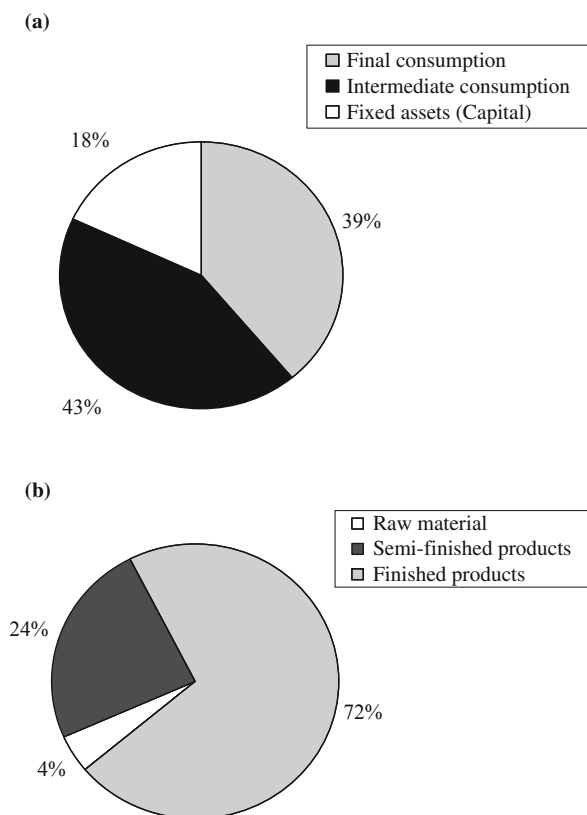 (a)
Final consumption
Intermediate consumption
Fixed assets (Capital)
18%
39%
43%
(b)
Raw material
Semi-finished products
Finished products
24%
72%
4%